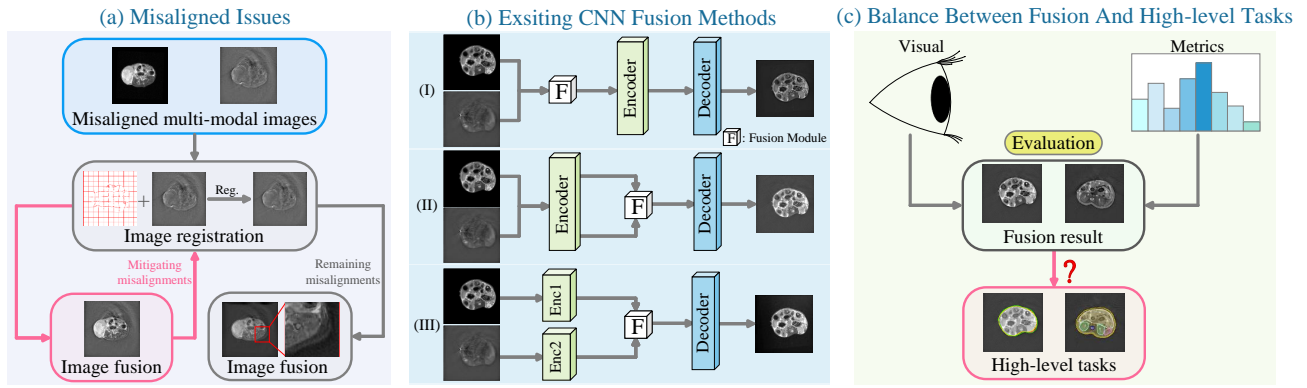 (a) Misaligned Issues
Misaligned multi-modal images
+
Reg.
Image registration
Mitigating
misalignments
Remaining
misalignments
Image fusion
Image fusion
(b) Exsiting CNN Fusion Methods
(I)
F
Encoder
Decoder
F : Fusion Module
(II)
Encoder
F
Decoder
(III)
Enc1
Enc2
F
Decoder
(c) Balance Between Fusion And High-level Tasks
Visual
Metrics
Evaluation
Fusion result
?
High-level tasks